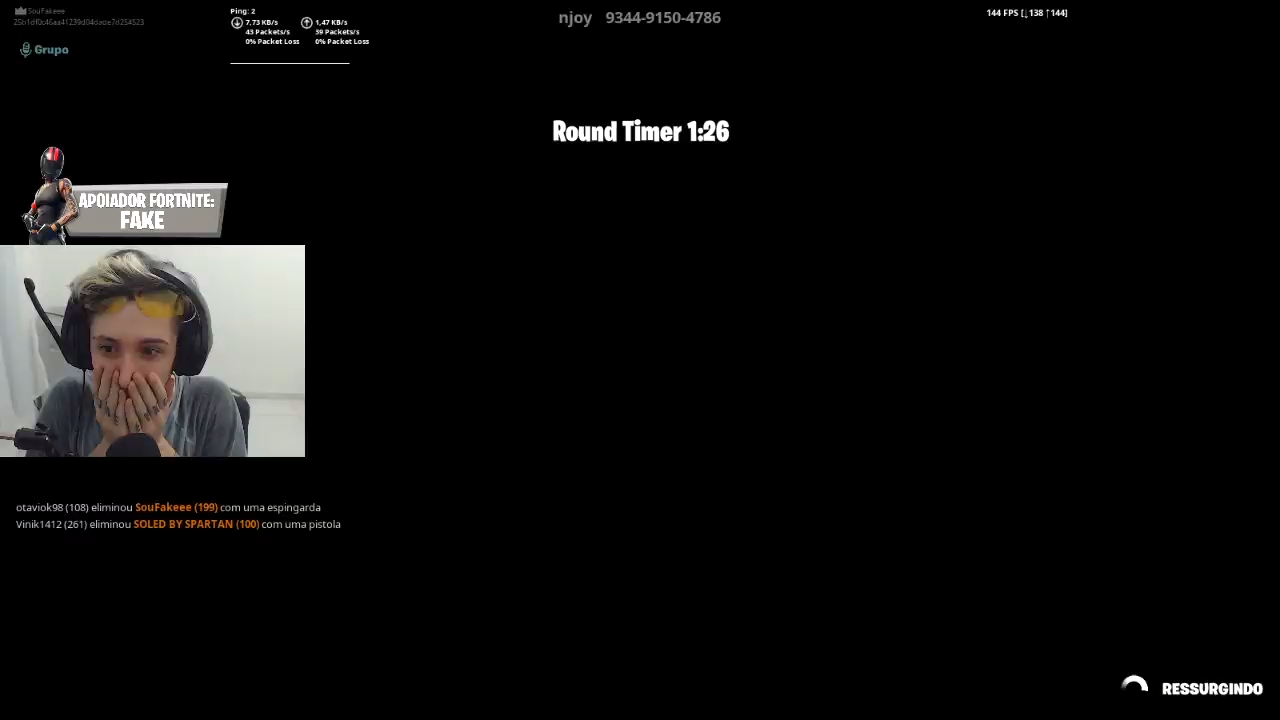 SouFakeee
Ping: 2
7,73 KB/s
1,47 KB/s
43 Packets/s
39 Packets/s
0% Packet Loss
0% Packet Loss
njoy 9344-9150-4786
144 FPS [↓138 ↑144]
Grupo
Round Timer 1:26
APOIADOR FORTNITE:
FAKE
otaviok98 (108) eliminou SouFakeee (199) com uma espingarda
Vinik1412 (261) eliminou SOLED BY SPARTAN (100) com uma pistola
RESSURGINDO